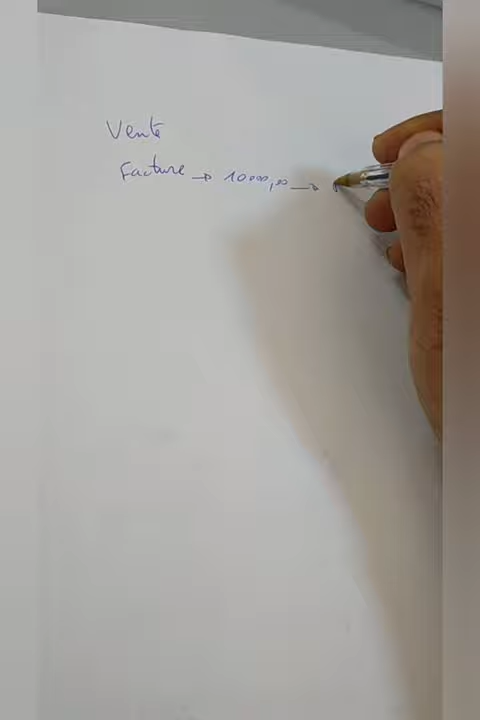 Vente
Facture → 10000,00 →